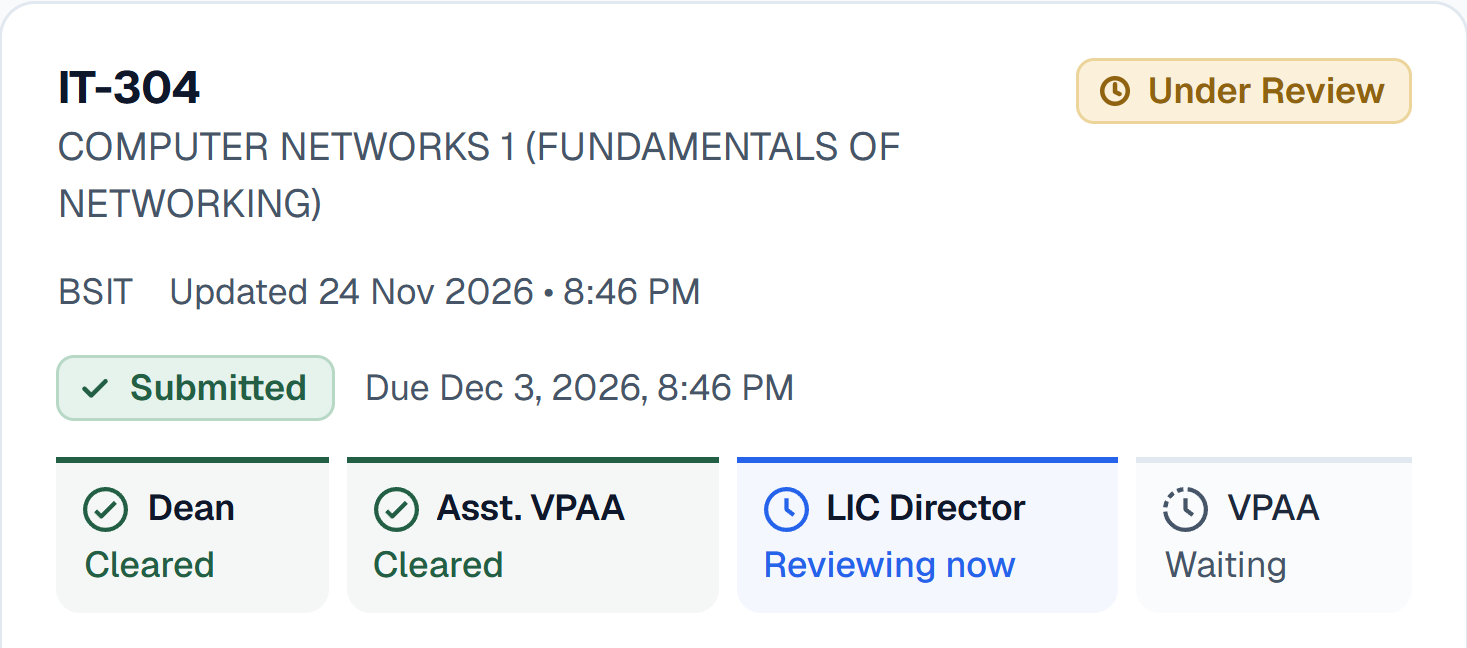 IT-304
Under Review
COMPUTER NETWORKS 1 (FUNDAMENTALS OF
NETWORKING)
BSIT Updated 24 Nov 2026 • 8:46 PM
Submitted Due Dec 3, 2026, 8:46 PM
Dean
Cleared
Asst. VPAA
Cleared
LIC Director
Reviewing now
VPAA
Waiting